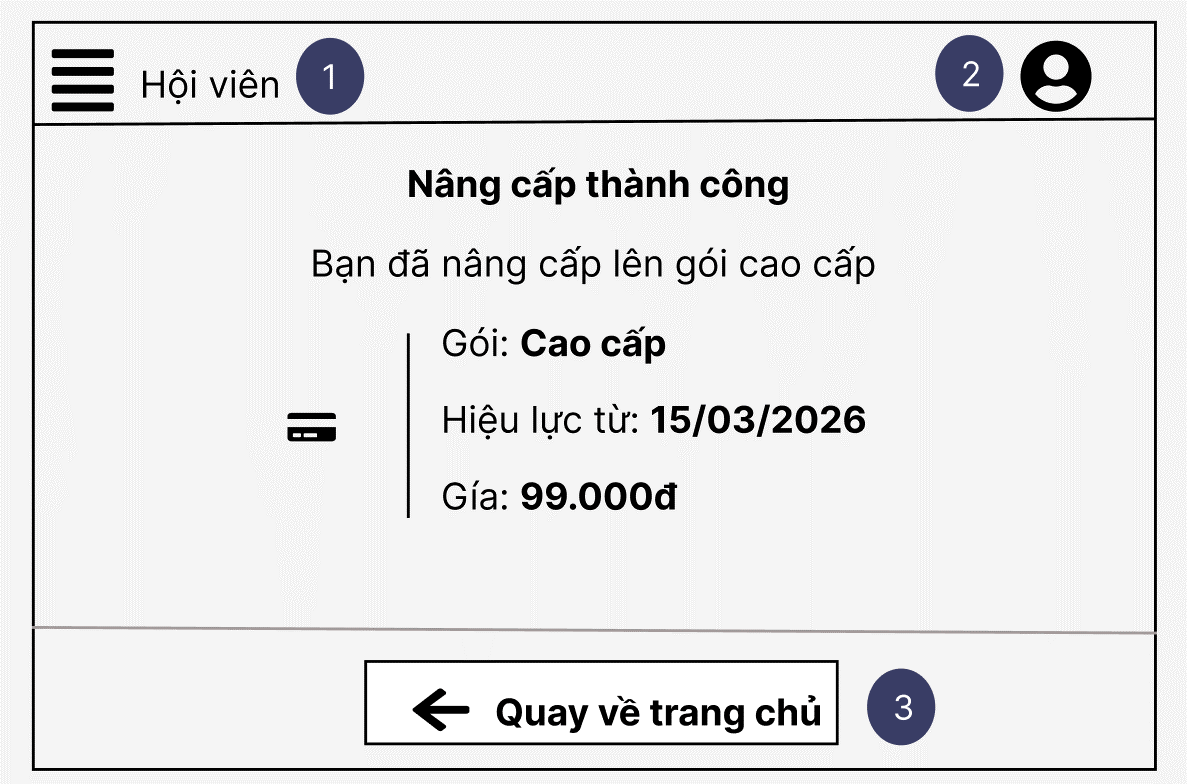 Hội viên 1
2
Nâng cấp thành công
Bạn đã nâng cấp lên gói cao cấp
Gói: Cao cấp
Hiệu lực từ: 15/03/2026
Gía: 99.000đ
Quay về trang chủ
3